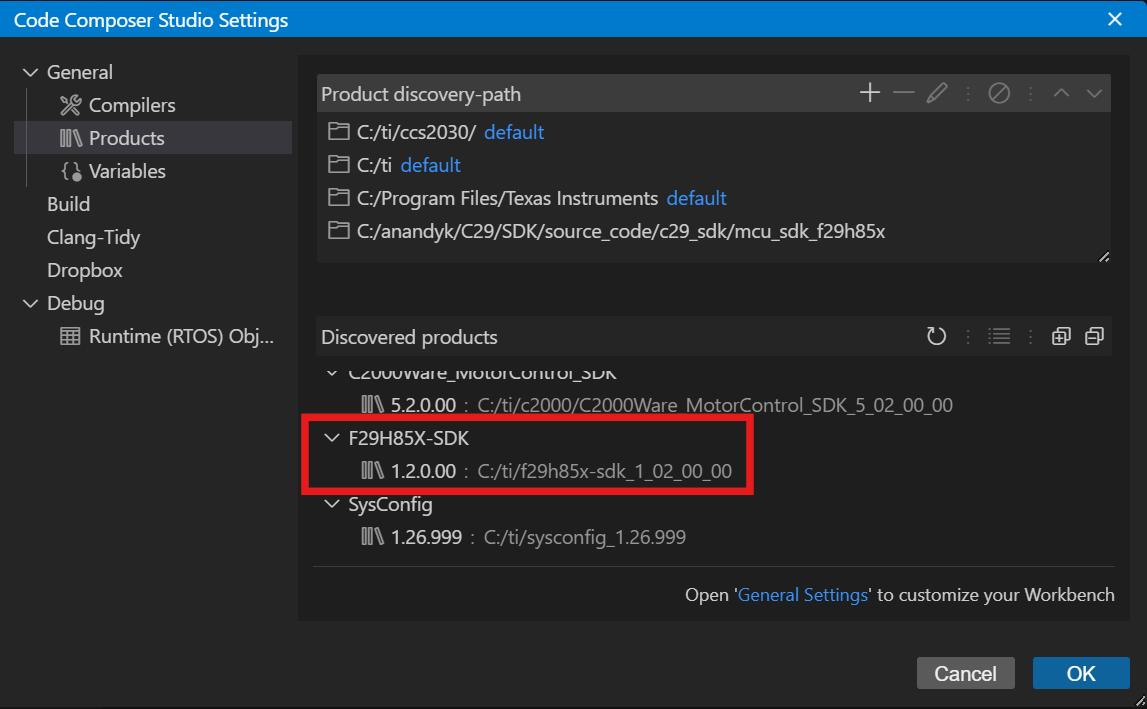 Code Composer Studio Settings
General
Compilers
Products
Variables
Build
Clang-Tidy
Dropbox
Debug
Runtime (RTOS) Obj...
Product discovery-path
C:/ti/ccs2030/ default
C:/ti default
C:/Program Files/Texas Instruments default
C:/anandyk/C29/SDK/source_code/c29_sdk/mcu_sdk_f29h85x
Discovered products
C2000Ware_MotorControl_SDK
5.2.0.00 : C:/ti/c2000/C2000Ware_MotorControl_SDK_5_02_00_00
F29H85X-SDK
1.2.0.00 : C:/ti/f29h85x-sdk_1_02_00_00
SysConfig
1.26.999 : C:/ti/sysconfig_1.26.999
Open 'General Settings' to customize your Workbench
Cancel
OK